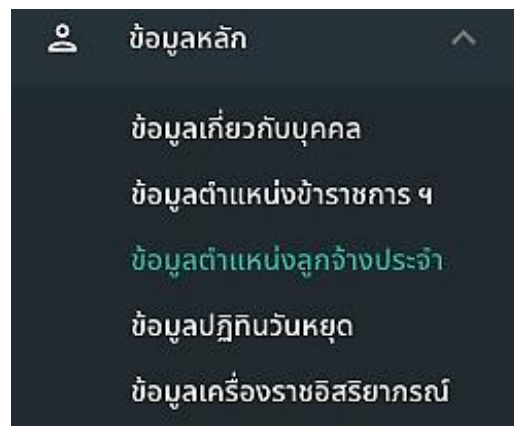 ข้อมูลหลัก
ข้อมูลเกี่ยวกับบุคคล
ข้อมูลตำแหน่งข้าราชการ ฯ
ข้อมูลตำแหน่งลูกจ้างประจำ
ข้อมูลปฏิทินวันหยุด
ข้อมูลเครื่องราชอิสริยาภรณ์